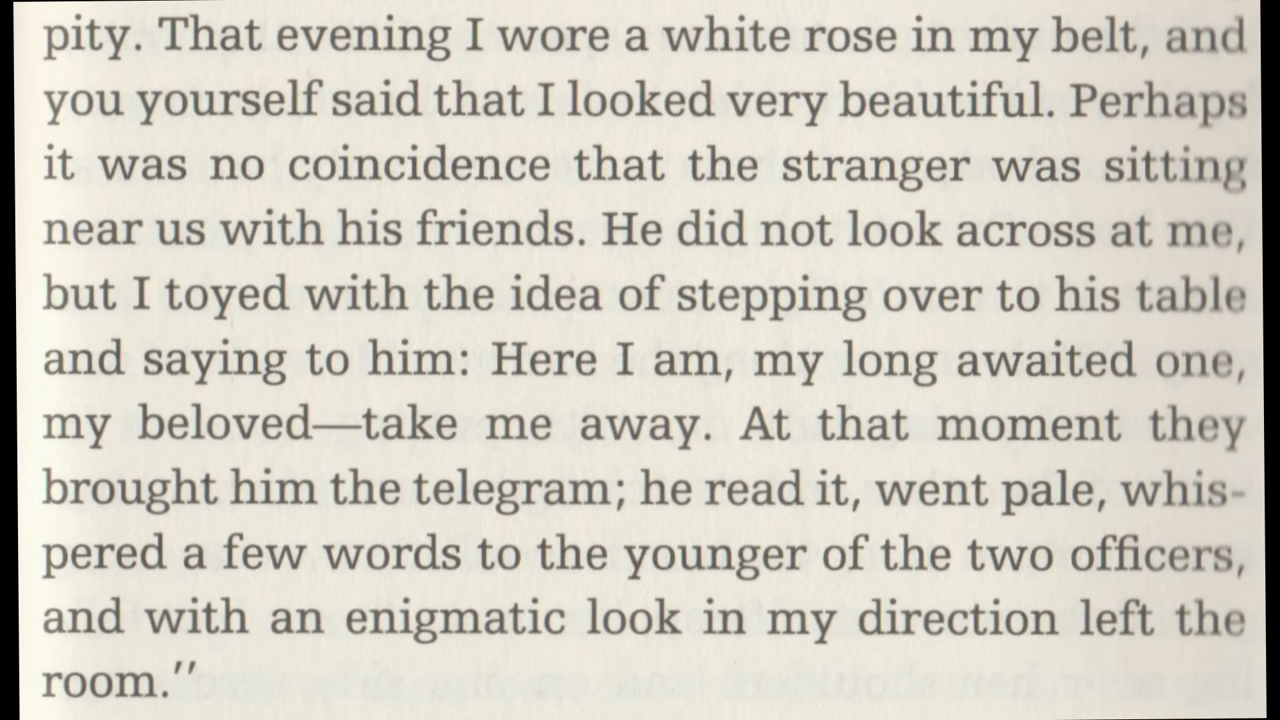 pity. That evening I wore a white rose in my belt, and
you yourself said that I looked very beautiful. Perhaps
it was no coincidence that the stranger was sitting
near us with his friends. He did not look across at me,
but I toyed with the idea of stepping over to his table
and saying to him: Here I am, my long awaited one,
my beloved—take me away. At that moment they
brought him the telegram; he read it, went pale, whis-
pered a few words to the younger of the two officers,
and with an enigmatic look in my direction left the
room."